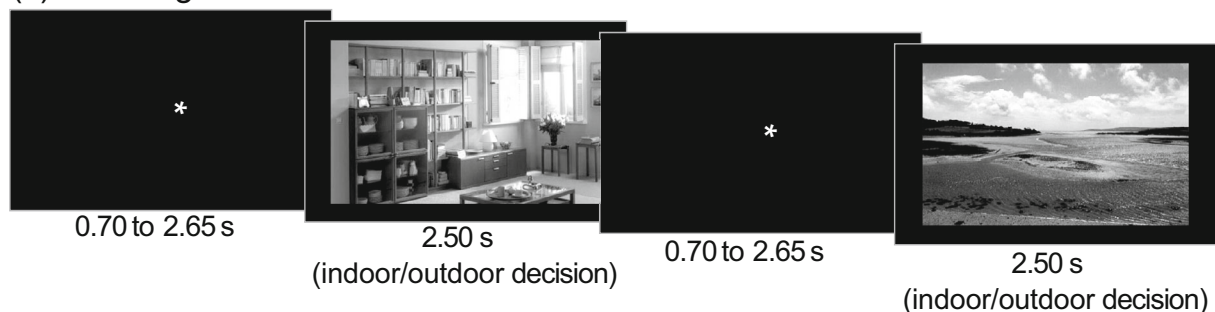 *
0.70 to 2.65 s
2.50 s
(indoor/outdoor decision)
*
0.70 to 2.65 s
2.50 s
(indoor/outdoor decision)